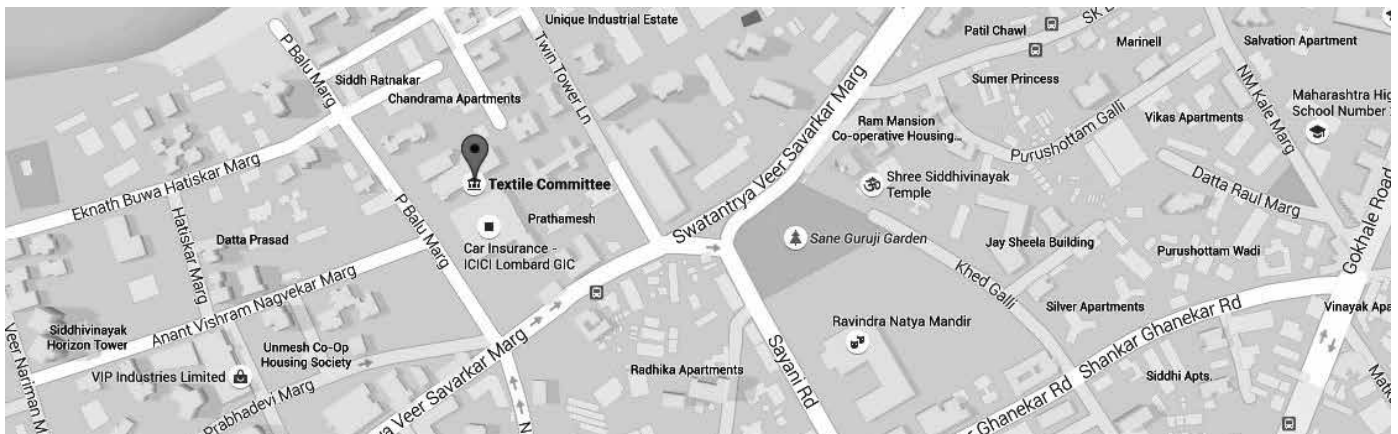 Unique Industrial Estate
Patil Chawl
Marinell
Salvation Apartment
P Balu Marg
Twin Tower Ln
Siddh Ratnakar
Chandrama Apartments
Sumer Princess
NM Kale Marg
Maharashtra
School Number
Ram Mansion
Co-operative Housing...
Vikas Apartments
Purushottam Galli
Eknath Buwa Hatiskar Marg
Textile Committee
Swatantrya Veer Savarkar Marg
Shree Siddhivinayak
Temple
Datta Raul Marg
Hatiskar Marg
Datta Prasad
P Balu Marg
Prathamesh
Car Insurance -
ICICI Lombard GIC
Sane Guruji Garden
Jay Sheela Building
Purushottam Wadi
Gokhale Road
Khed Galli
Anant Vishram Nagvekar Marg
Silver Apartments
Siddhivinayak
Horizon Tower
Veer Nariman M
Unmesh Co-Op
Housing Society
Veer Savarkar Marg
Ravindra Natya Mandir
Sayani Rd
Shankar Ghanekar Rd
Vinayak
VIP Industries Limited
Radhika Apartments
Siddhi Apts.
Prabhadevi Marg
Ghanekar Rd